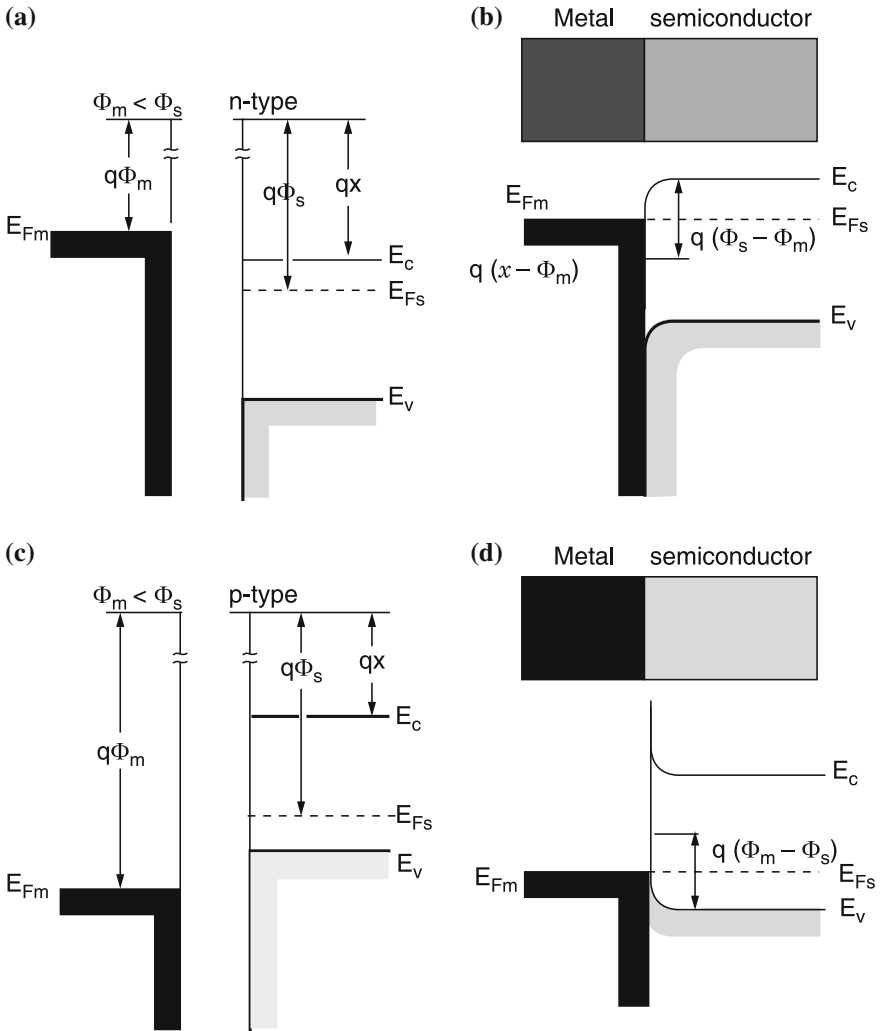 (a)
Φm < Φs
n-type
qΦm
qΦs
qx
EFm
Ec
EFs
Ev
(b)
Metal semiconductor
EFm
Ec
EFs
q (Φs – Φm)
q (x – Φm)
Ev
(c)
Φm < Φs
p-type
qΦs
qx
Ec
qΦm
EFs
Ev
EFm
(d)
Metal semiconductor
Ec
q (Φm – Φs)
EFm
EFs
Ev